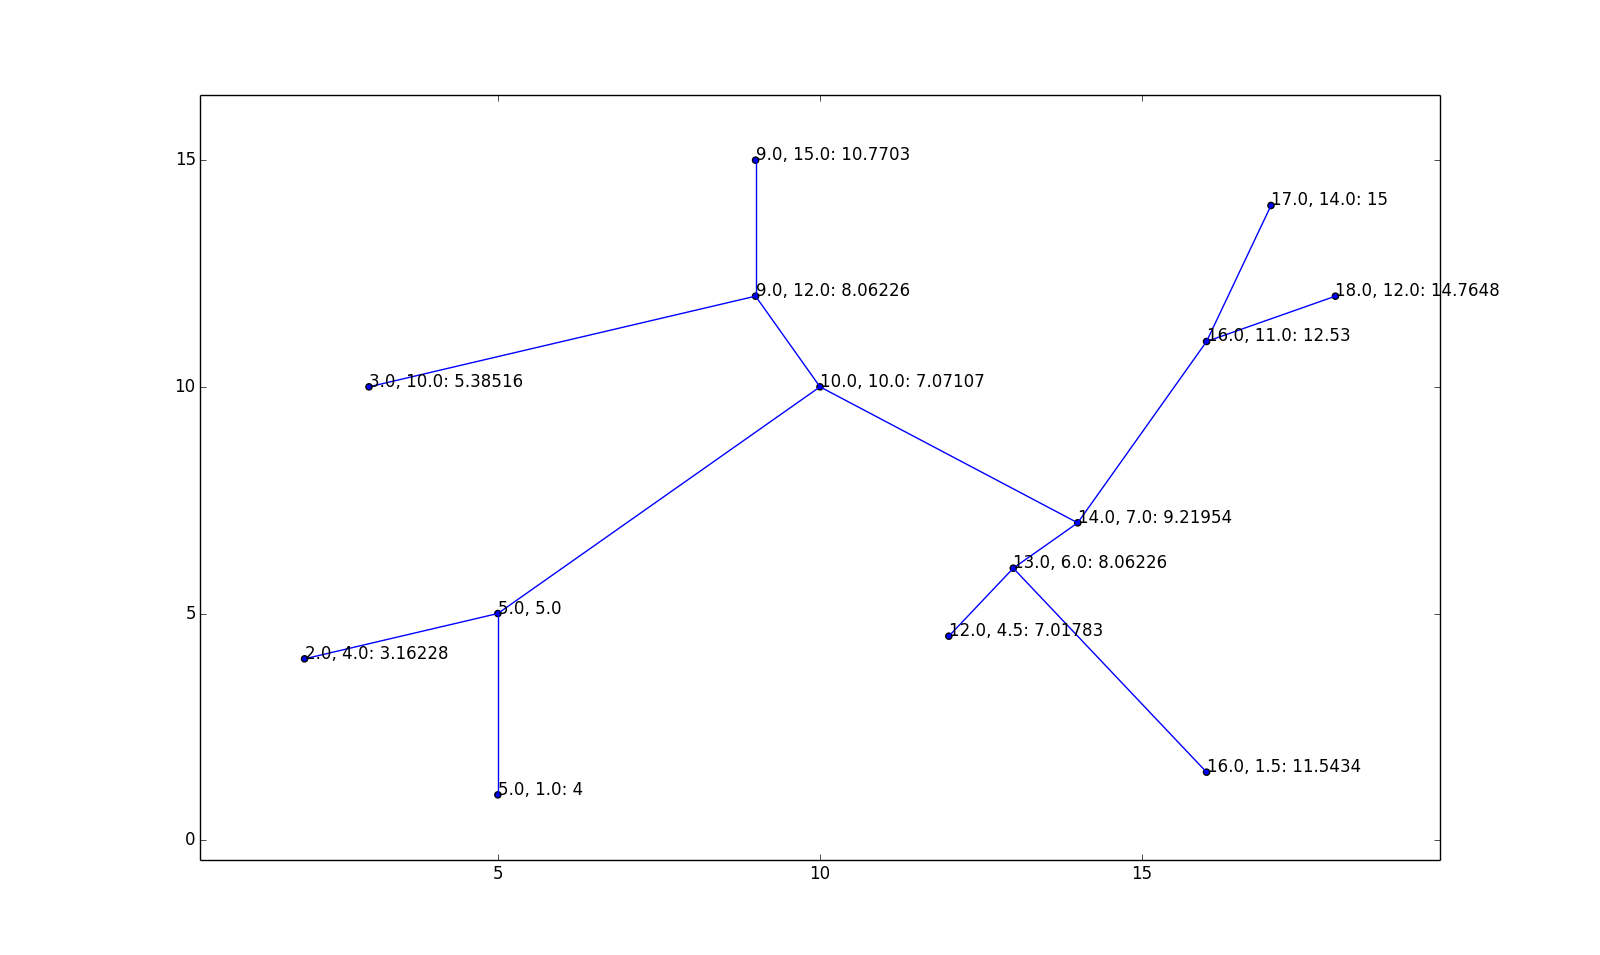 15
9.0, 15.0: 10.7703
17.0, 14.0: 15
9.0, 12.0: 8.06226
18.0, 12.0: 14.7648
16.0, 11.0: 12.53
10
3.0, 10.0: 5.38516
10.0, 10.0: 7.07107
14.0, 7.0: 9.21954
13.0, 6.0: 8.06226
5
5.0, 5.0
12.0, 4.5: 7.01783
2.0, 4.0: 3.16228
16.0, 1.5: 11.5434
5.0, 1.0: 4
0
5 10 15